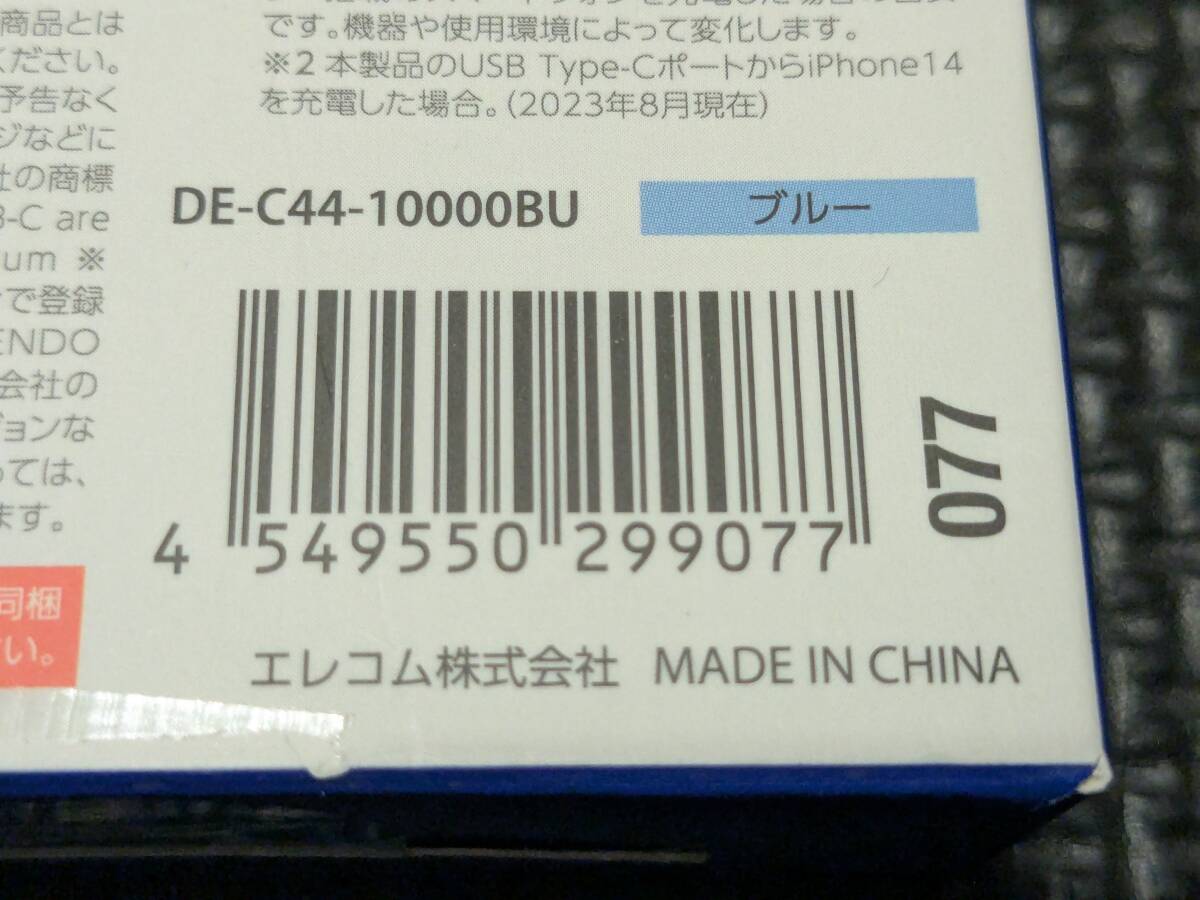 商品とは
ください。
予告なく
ジなどに
社の商標
B-C are
um ※
で登録
ENDO
会社の
ジョンな
っては、
ます。
同梱
い。
です。機器や使用環境によって変化します。
※2 本製品のUSB Type-CポートからiPhone14
を充電した場合。(2023年8月現在)
DE-C44-10000BU ブルー
4 549550 299077
077
エレコム株式会社 MADE IN CHINA